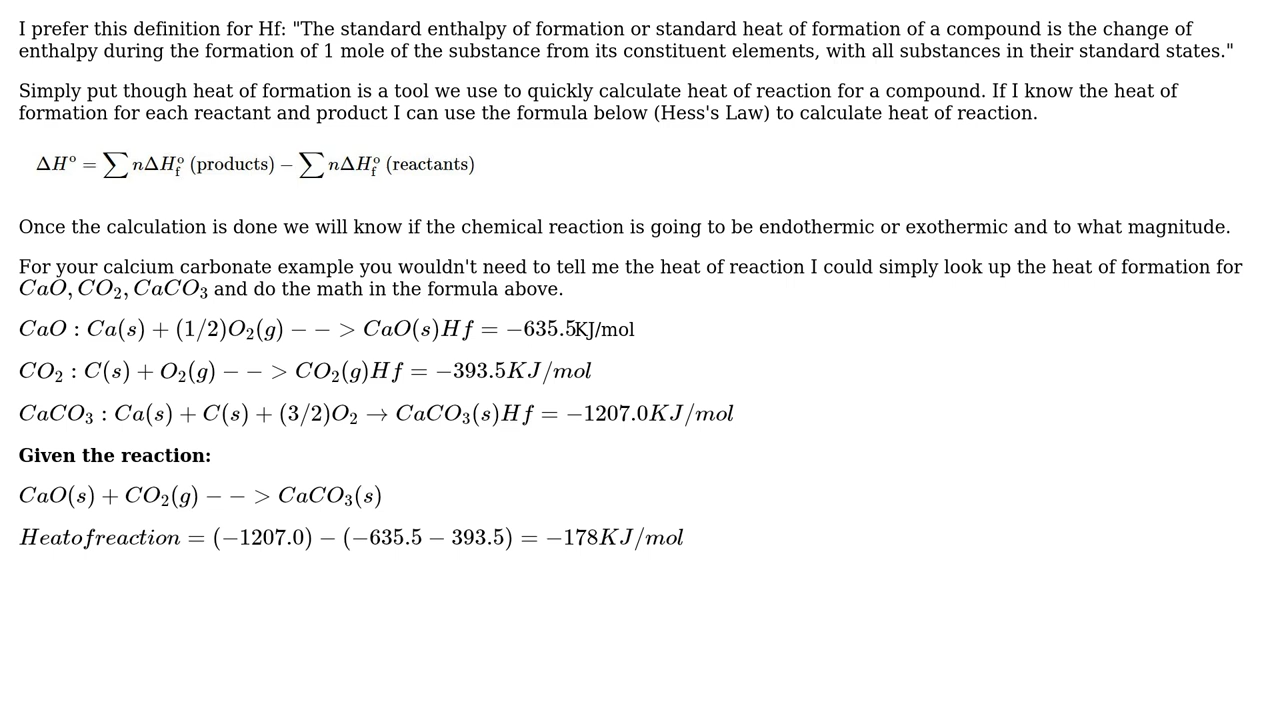 I prefer this definition for Hf: "The standard enthalpy of formation or standard heat of formation of a compound is the change of
enthalpy during the formation of 1 mole of the substance from its constituent elements, with all substances in their standard states."
Simply put though heat of formation is a tool we use to quickly calculate heat of reaction for a compound. If I know the heat of
formation for each reactant and product I can use the formula below (Hess's Law) to calculate heat of reaction.
ΔH° = ∑ nΔH°f (products) − ∑ nΔH°f (reactants)
Once the calculation is done we will know if the chemical reaction is going to be endothermic or exothermic and to what magnitude.
For your calcium carbonate example you wouldn't need to tell me the heat of reaction I could simply look up the heat of formation for
CaO, CO₂, CaCO₃ and do the math in the formula above.
CaO : Ca(s) + (1/2)O₂(g) − − > CaO(s)Hf = −635.5KJ/mol
CO₂ : C(s) + O₂(g) − − > CO₂(g)Hf = −393.5KJ/mol
CaCO₃ : Ca(s) + C(s) + (3/2)O₂ → CaCO₃(s)Hf = −1207.0KJ/mol
Given the reaction:
CaO(s) + CO₂(g) − − > CaCO₃(s)
Heatofreaction = (−1207.0) − (−635.5 − 393.5) = −178KJ/mol